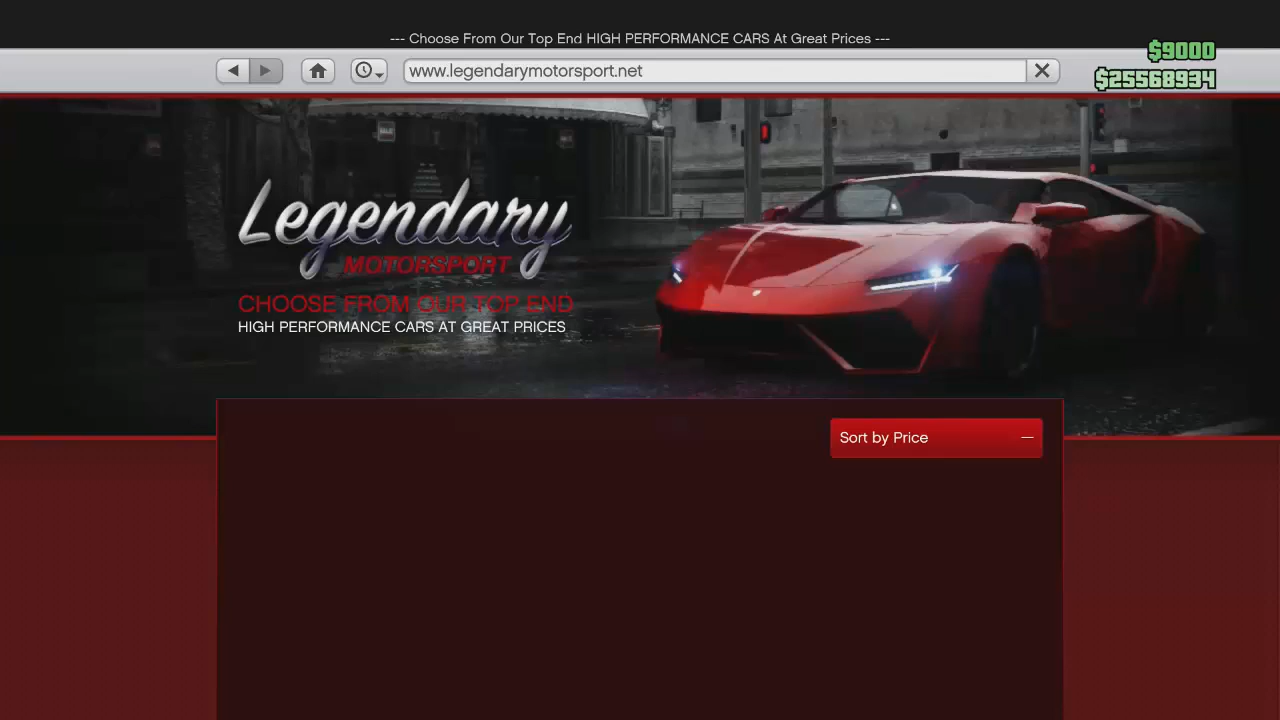 --- Choose From Our Top End HIGH PERFORMANCE CARS At Great Prices ---
$9000
www.legendarymotorsport.net
$25568934
Legendary
MOTORSPORT
CHOOSE FROM OUR TOP END
HIGH PERFORMANCE CARS AT GREAT PRICES
Sort by Price